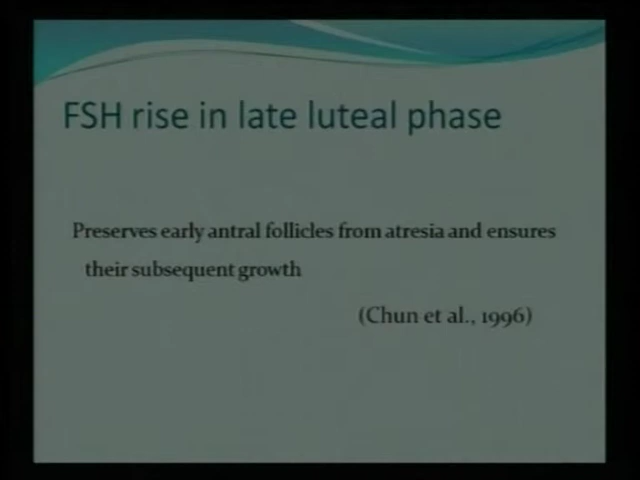 FSH rise in late luteal phase
Preserves early antral follicles from atresia and ensures
their subsequent growth
(Chun et al., 1996)